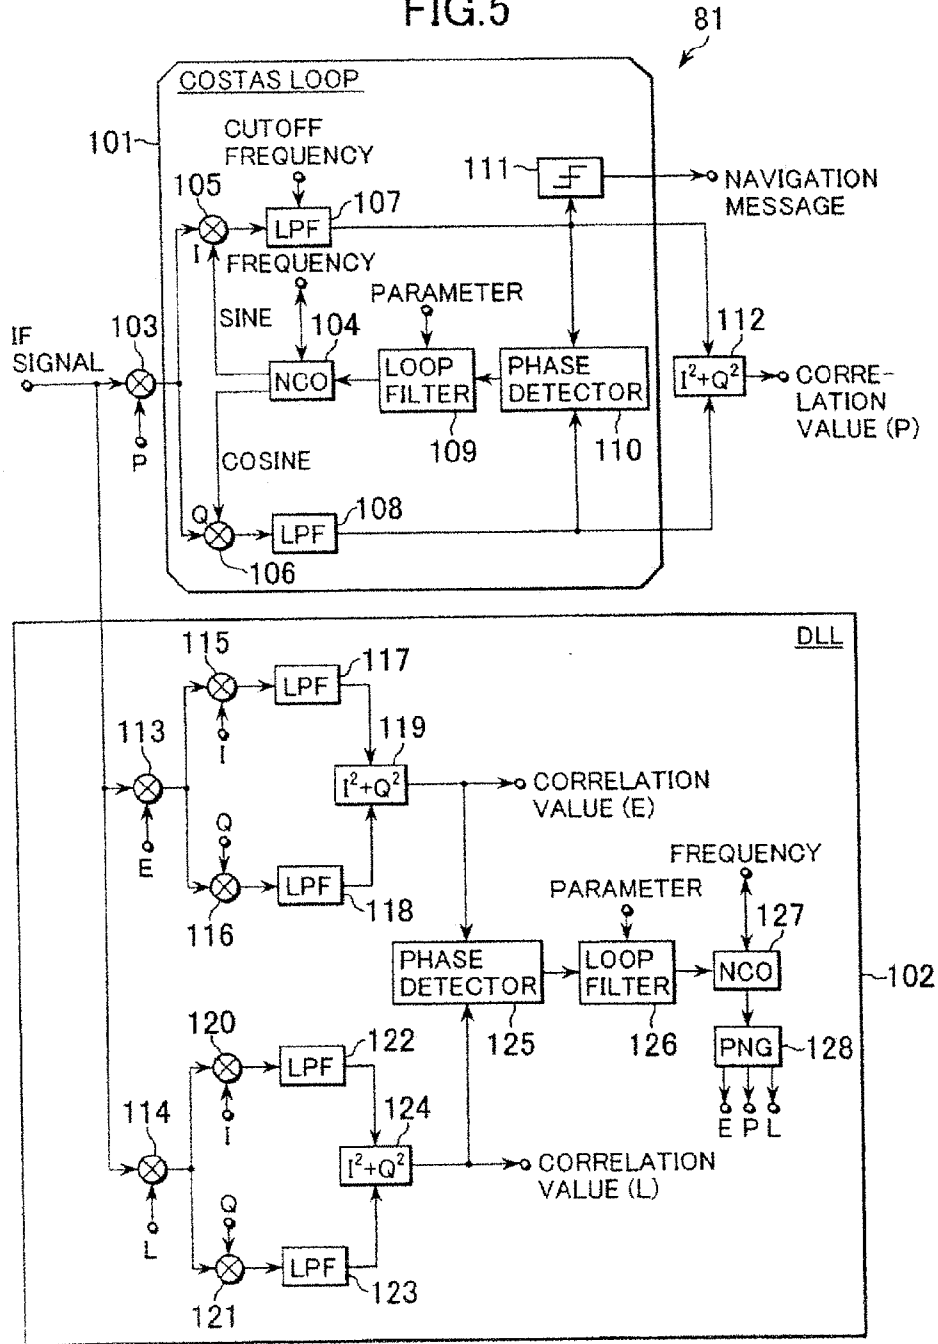 FIG.5
81
COSTAS LOOP
101
CUTOFF
FREQUENCY
105
107
LPF
I
111
NAVIGATION
MESSAGE
FREQUENCY
SINE
104
NCO
PARAMETER
LOOP
FILTER
109
PHASE
DETECTOR
110
112
I²+Q²
CORRE-
LATION
VALUE (P)
IF
SIGNAL
103
P
COSINE
Q
106
LPF
108
DLL
102
115
I
LPF
117
113
E
119
I²+Q²
CORRELATION
VALUE (E)
Q
116
LPF
118
PHASE
DETECTOR
125
PARAMETER
LOOP
FILTER
126
FREQUENCY
127
NCO
PNG
128
E P L
120
I
LPF
122
114
L
124
I²+Q²
CORRELATION
VALUE (L)
Q
121
LPF
123